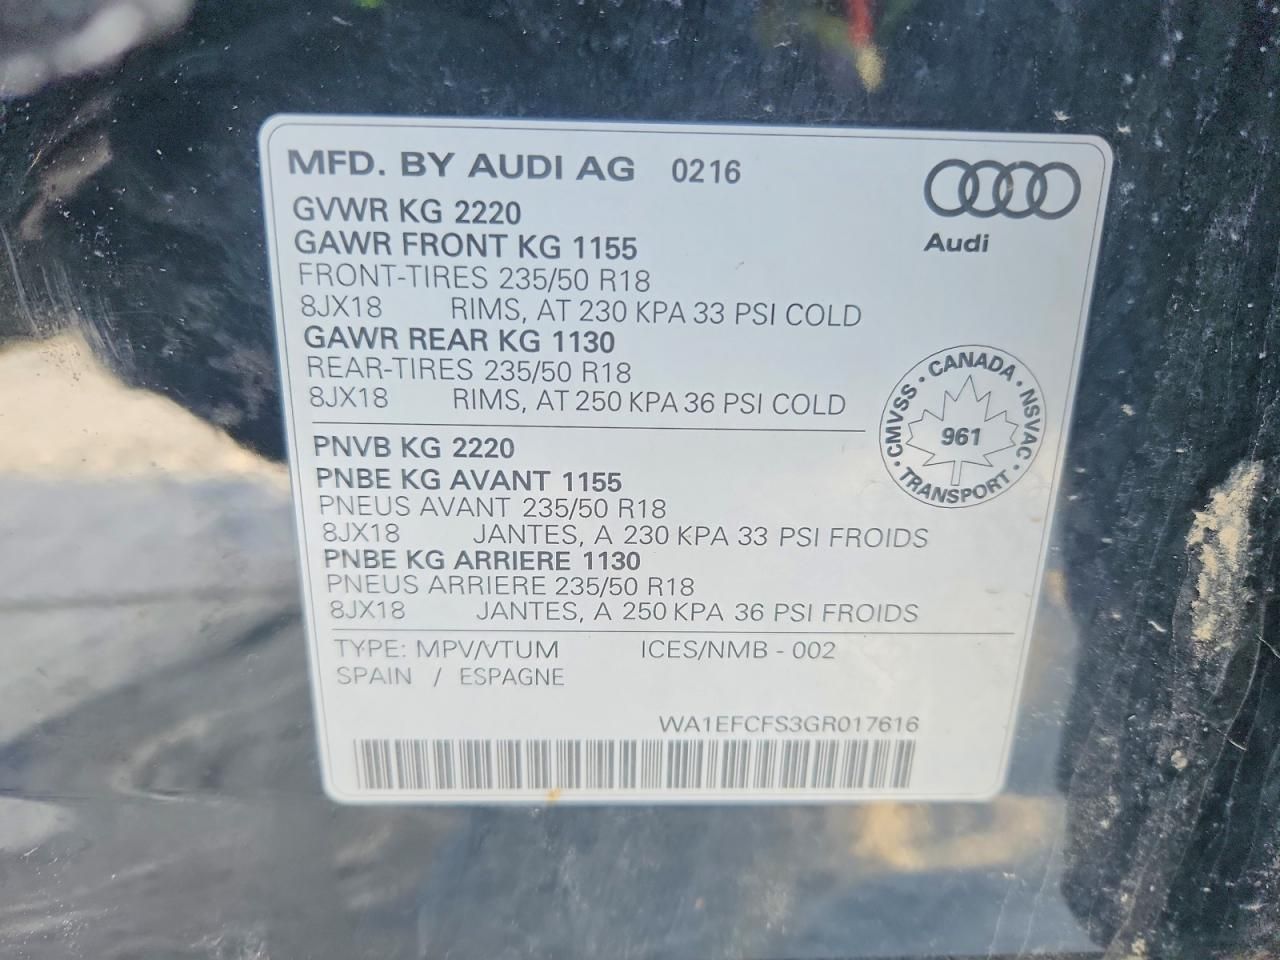 MFD. BY AUDI AG 0216
Audi
GVWR KG 2220
GAWR FRONT KG 1155
FRONT-TIRES 235/50 R18
8JX18 RIMS, AT 230 KPA 33 PSI COLD
GAWR REAR KG 1130
REAR-TIRES 235/50 R18
8JX18 RIMS, AT 250 KPA 36 PSI COLD
CMVSS • CANADA • NSVAC • TRANSPORT •
961
PNVB KG 2220
PNBE KG AVANT 1155
PNEUS AVANT 235/50 R18
8JX18 JANTES, A 230 KPA 33 PSI FROIDS
PNBE KG ARRIERE 1130
PNEUS ARRIERE 235/50 R18
8JX18 JANTES, A 250 KPA 36 PSI FROIDS
TYPE: MPV/VTUM ICES/NMB - 002
SPAIN / ESPAGNE
WA1EFCFS3GR017616